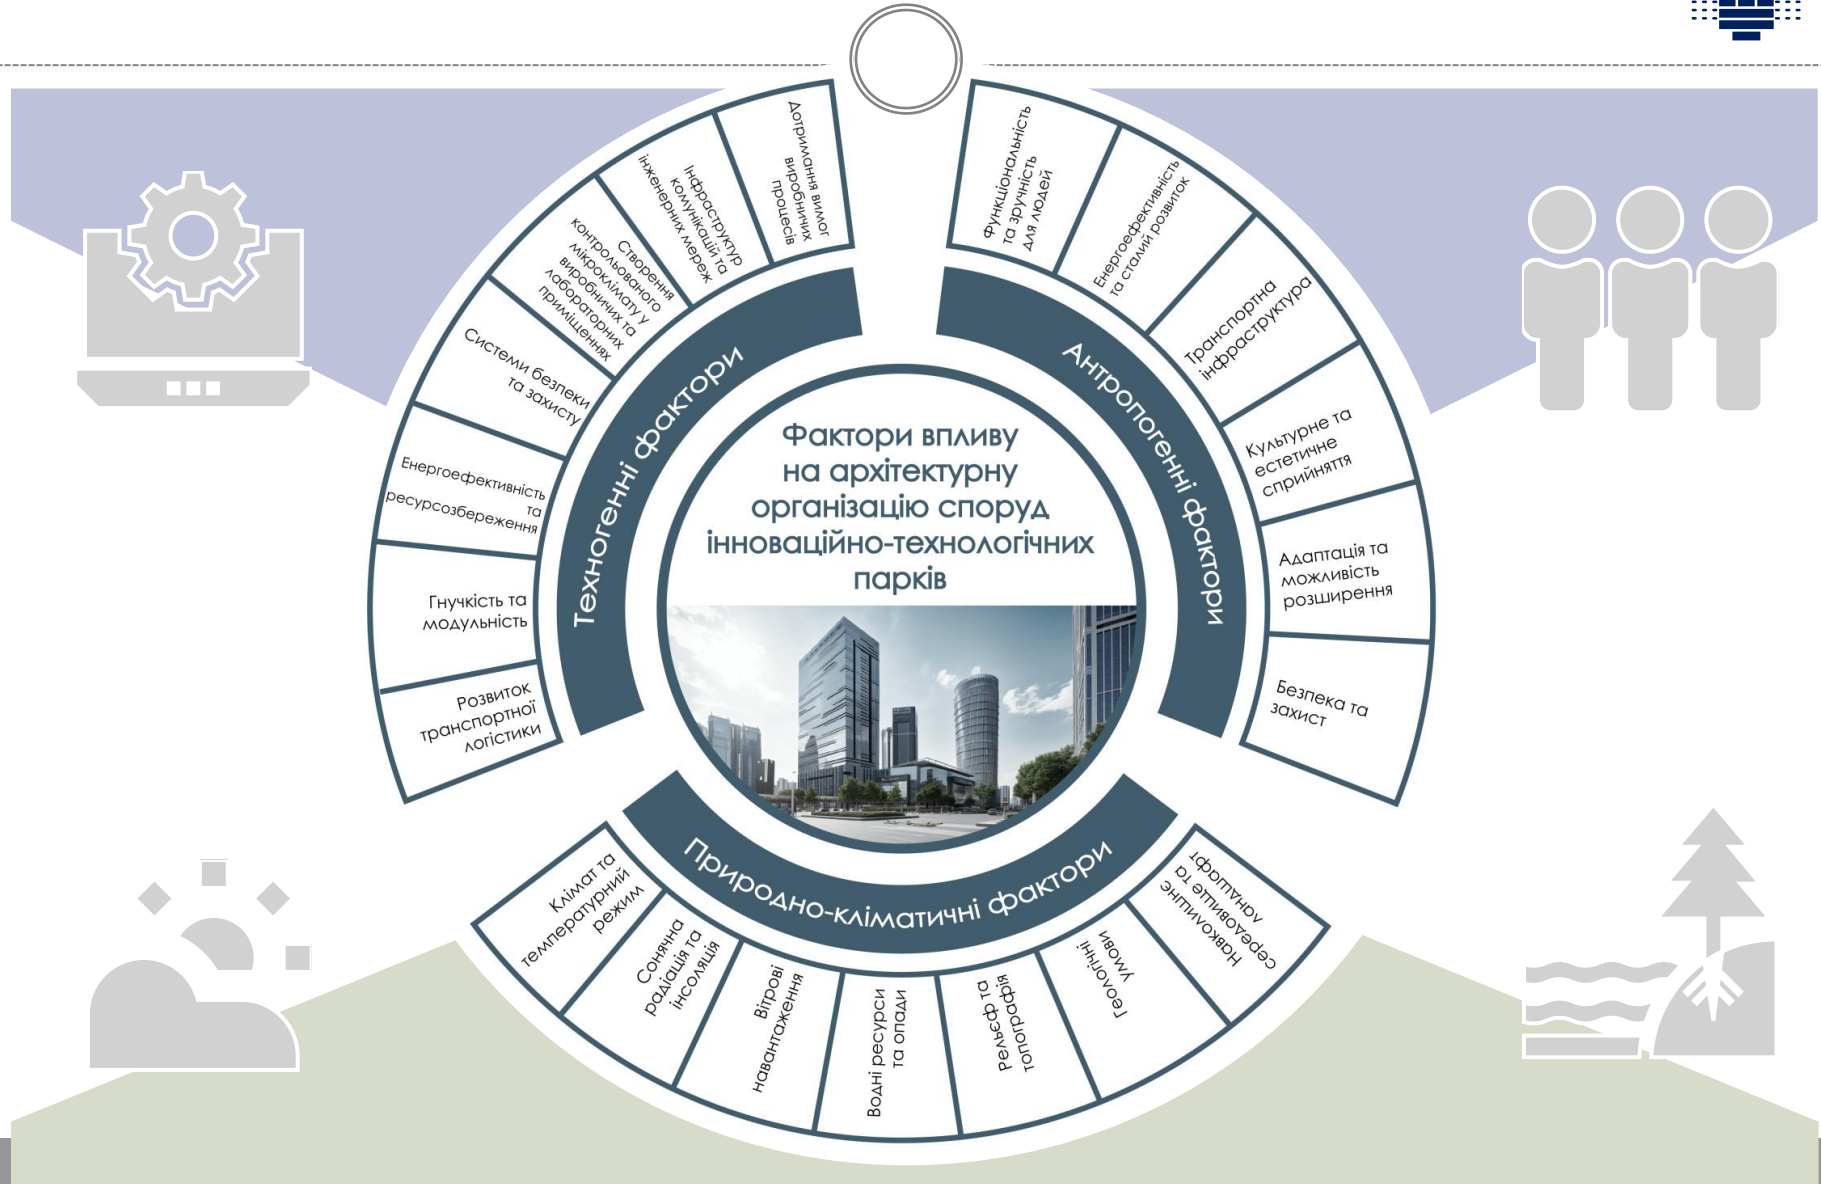 Фактори впливу
на архітектурну
організацію споруд
інноваційно-технологічних
парків
Техногенні фактори
Дотримання вимог
виробничих
процесів
Інфраструктур
комунікацій та
інженерних мереж
Створення
контрольованого
мікроклімату у
виробничих та
лабораторних
приміщеннях
Системи безпеки
та захисту
Енергоефективність
та
ресурсозбереження
Гнучкість та
модульність
Розвиток
транспортної
логістики
Антропогенні фактори
Функціональність
та зручність
для людей
Енергоефективність
та сталий розвиток
Транспортна
інфраструктура
Культурне та
естетичне
сприйняття
Адаптація та
можливість
розширення
Безпека та
захист
Природно-кліматичні фактори
Клімат та
температурний
режим
Сонячна
радіація та
інсоляція
Вітрові
навантаження
Водні ресурси
та опади
Рельєф та
топографія
Геологічні
умови
Навколишнє
середовище та
ландшафт